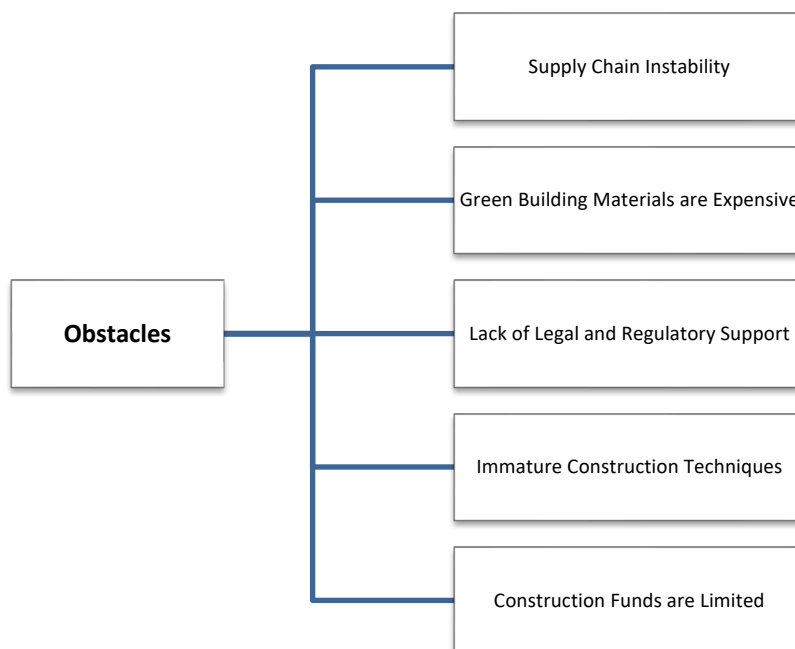 Supply Chain Instability
Green Building Materials are Expensive
Obstacles
Lack of Legal and Regulatory Support
Immature Construction Techniques
Construction Funds are Limited